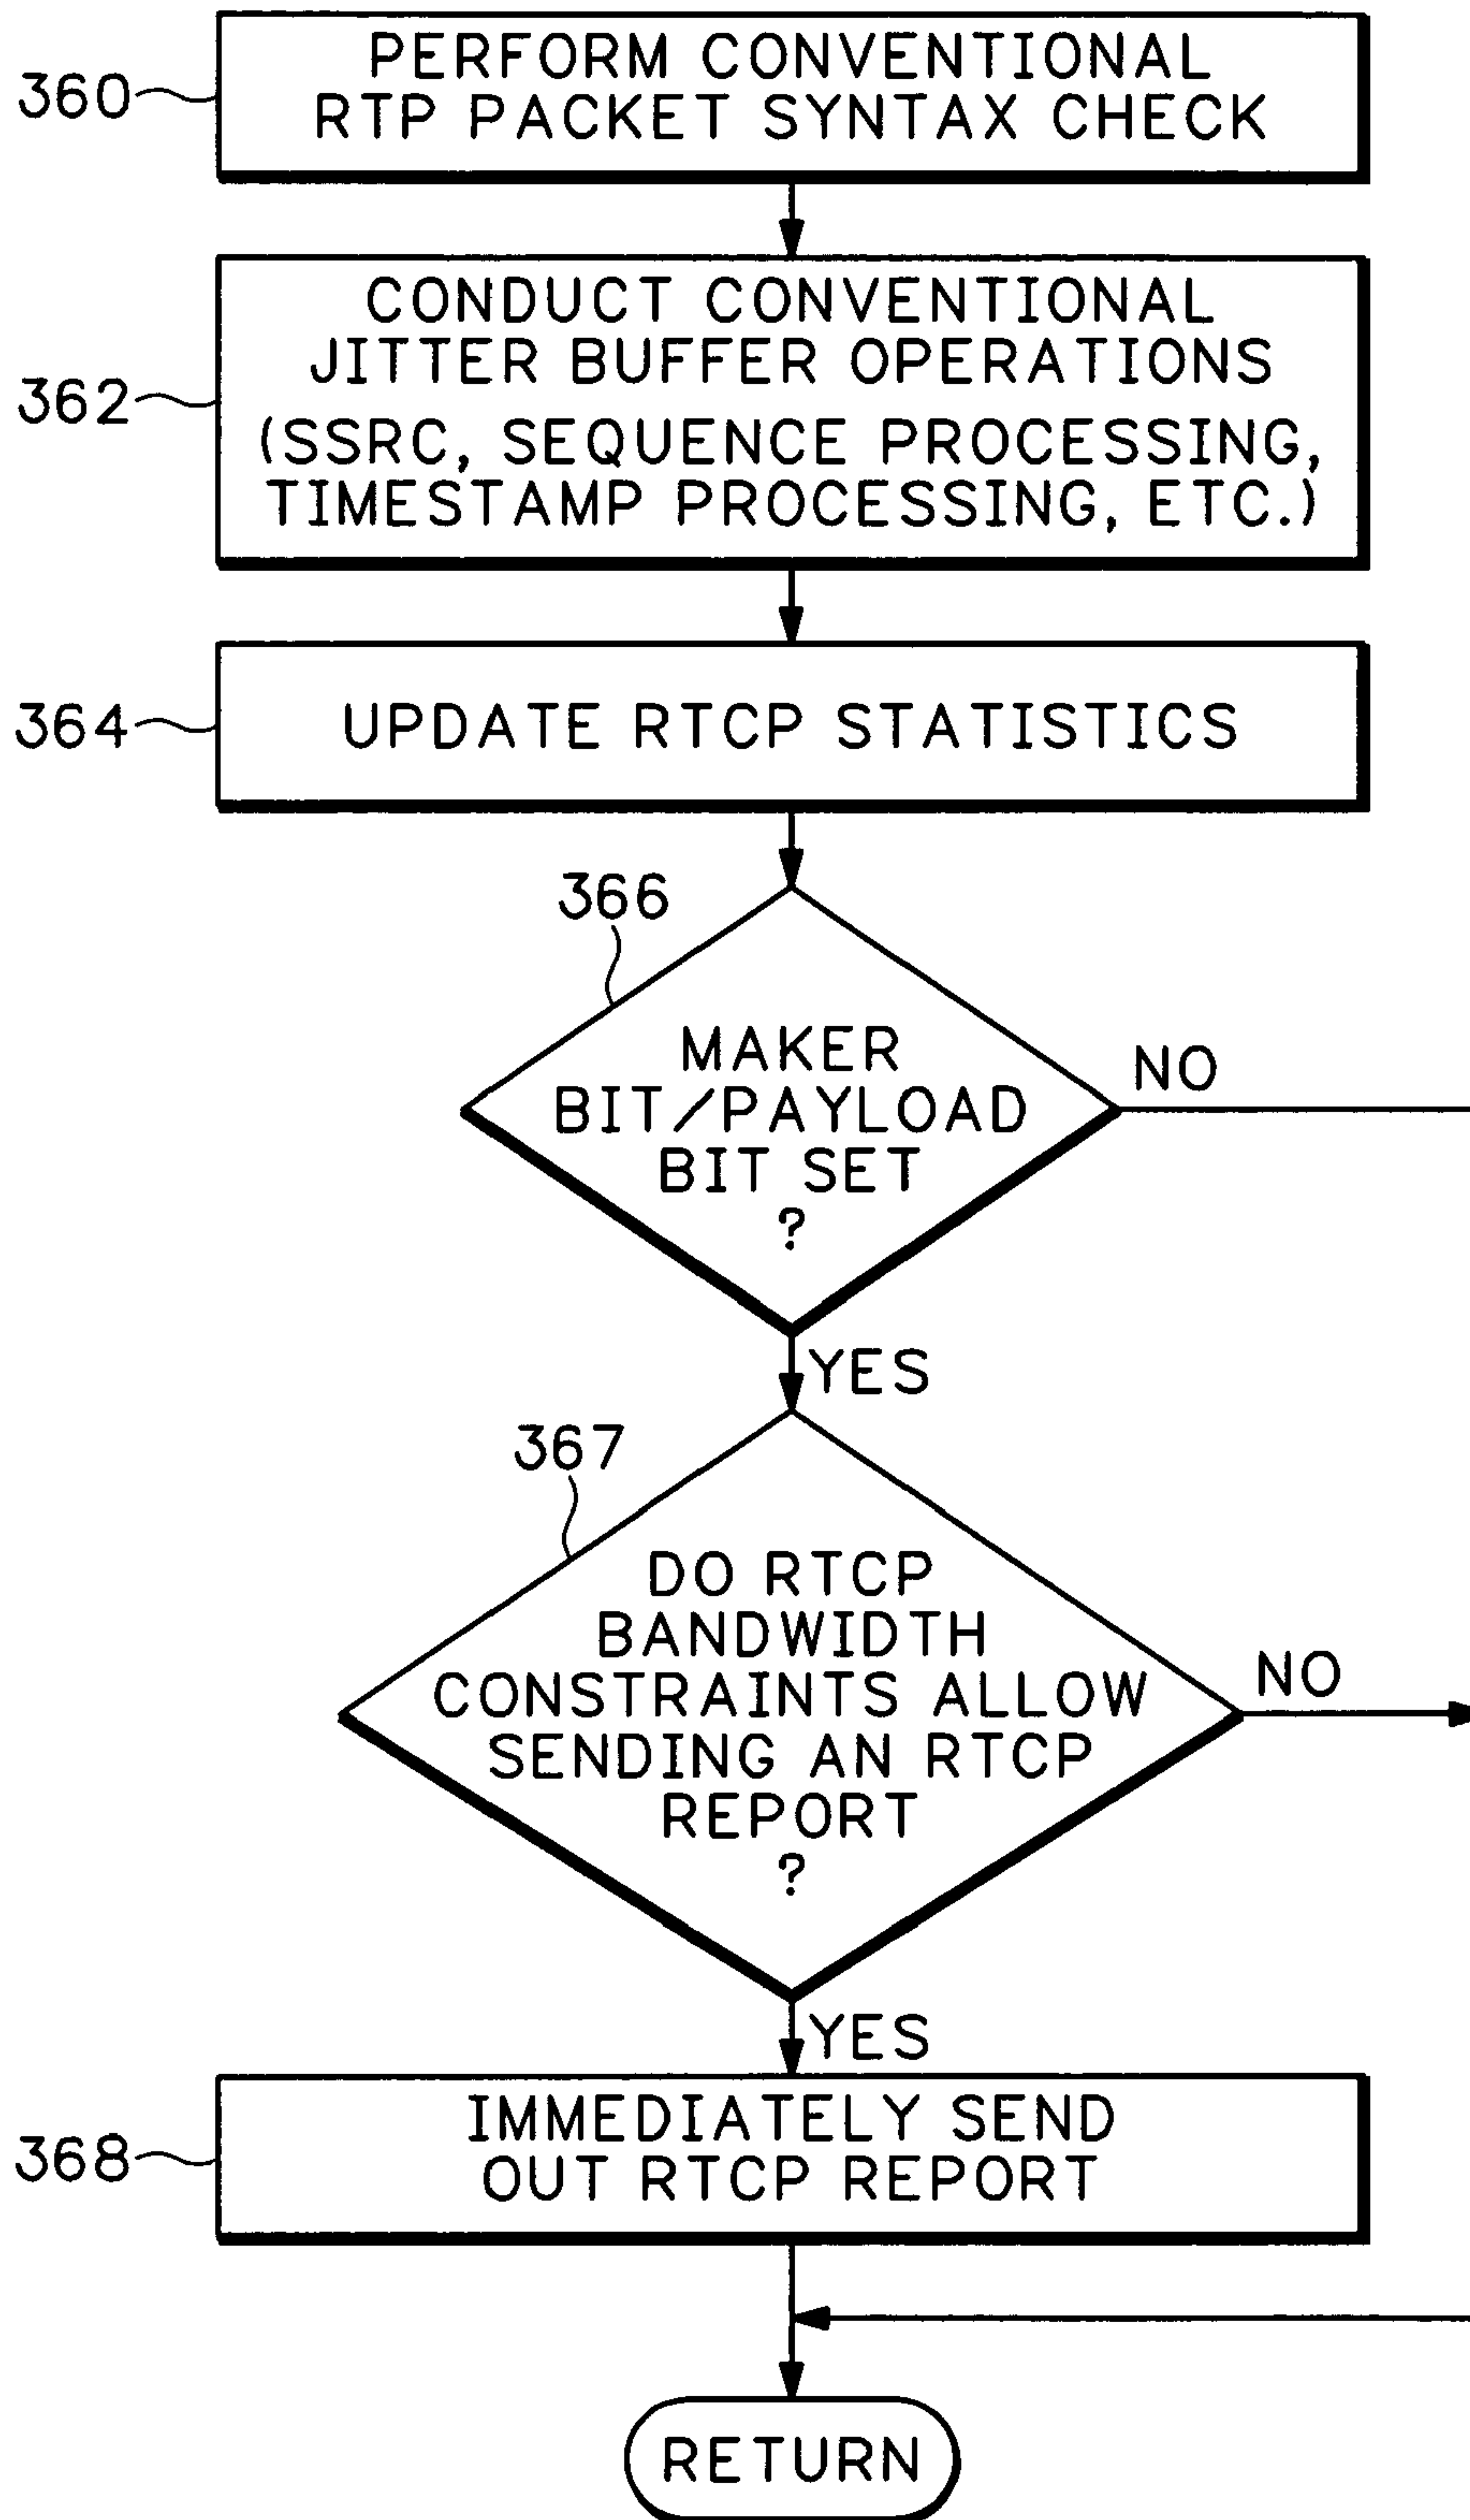 PERFORM CONVENTIONAL
360
RTP PACKET SYNTAX CHECK
CONDUCT CONVENTIONAL
JITTER BUFFER OPERATIONS
362
(SSRC, SEQUENCE PROCESSING,
TIMESTAMP PROCESSING, ETC.)
364
UPDATE RTCP STATISTICS
366
MAKER
NO
BIT/PAYLOAD
BIT SET
?
YES
367
DO RTCP
BANDWIDTH
CONSTRAINTS ALLOW
NO
SENDING AN RTCP
REPORT
?
YES
IMMEDIATELY SEND
368
OUT RTCP REPORT
RETURN